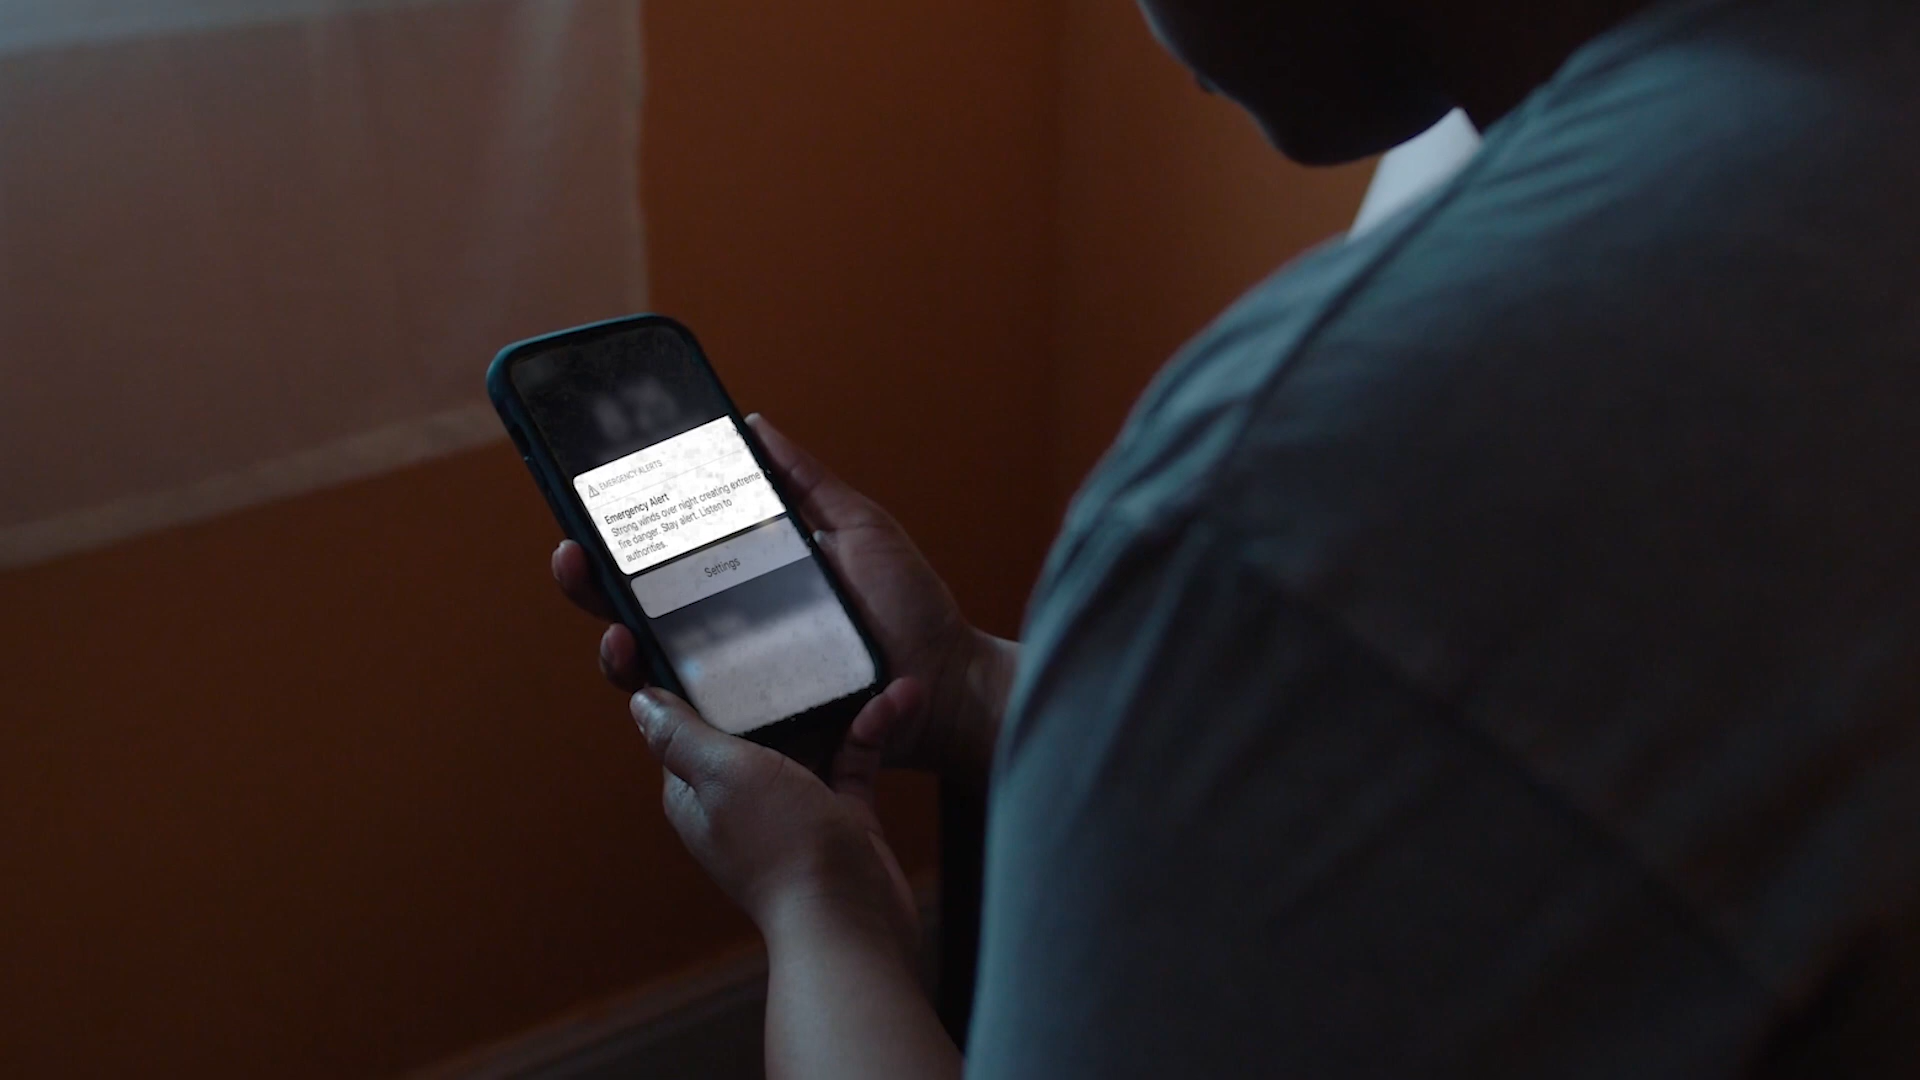 EMERGENCY ALERTS
Emergency Alert
Strong winds over night creating extreme
fire danger. Stay alert. Listen to
authorities.
Settings